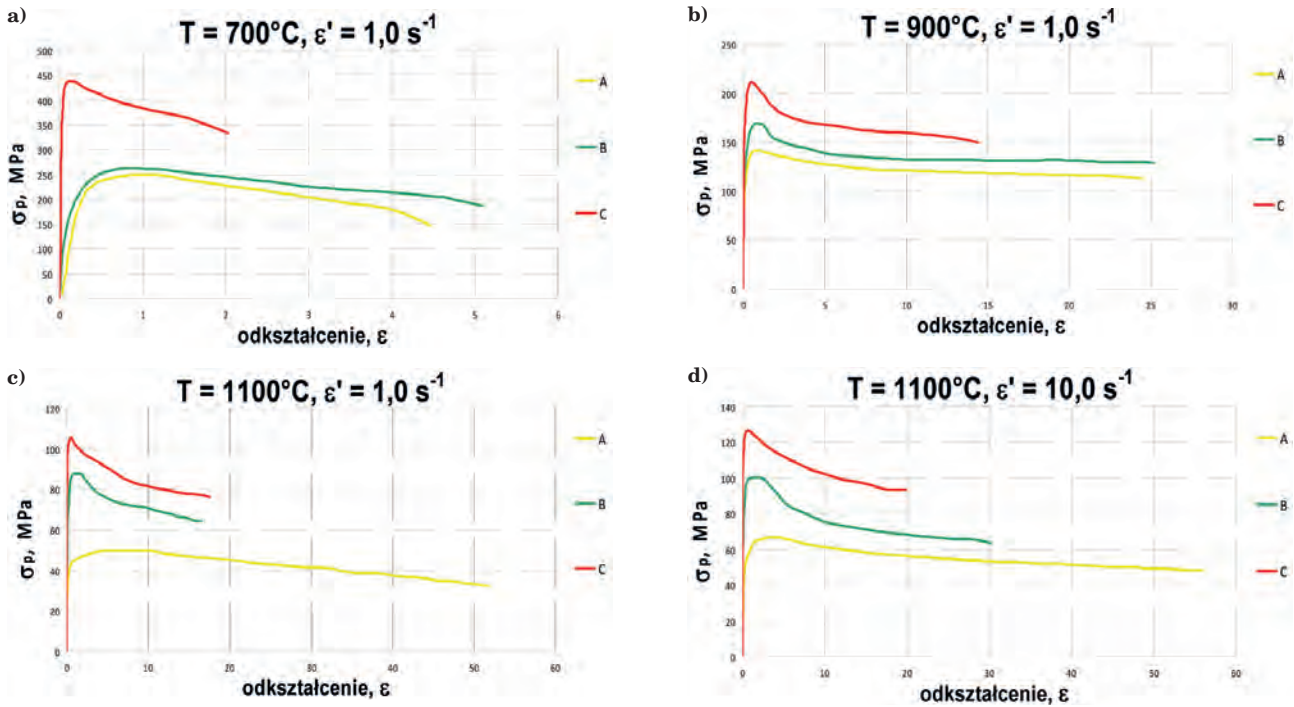 a)
T = 700°C, ε' = 1,0 s⁻¹
500
450
400
350
300
250
200
150
100
50
0
σp, MPa
0 1 2 3 4 5 6
odkształcenie, ε
A
B
C
b)
T = 900°C, ε' = 1,0 s⁻¹
250
200
150
100
50
0
σp, MPa
0 5 10 15 20 25 30
odkształcenie, ε
A
B
C
c)
T = 1100°C, ε' = 1,0 s⁻¹
120
100
80
60
40
20
0
σp, MPa
0 10 20 30 40 50 60
odkształcenie, ε
A
B
C
d)
T = 1100°C, ε' = 10,0 s⁻¹
140
120
100
80
60
40
20
0
σp, MPa
0 10 20 30 40 50 60
odkształcenie, ε
A
B
C